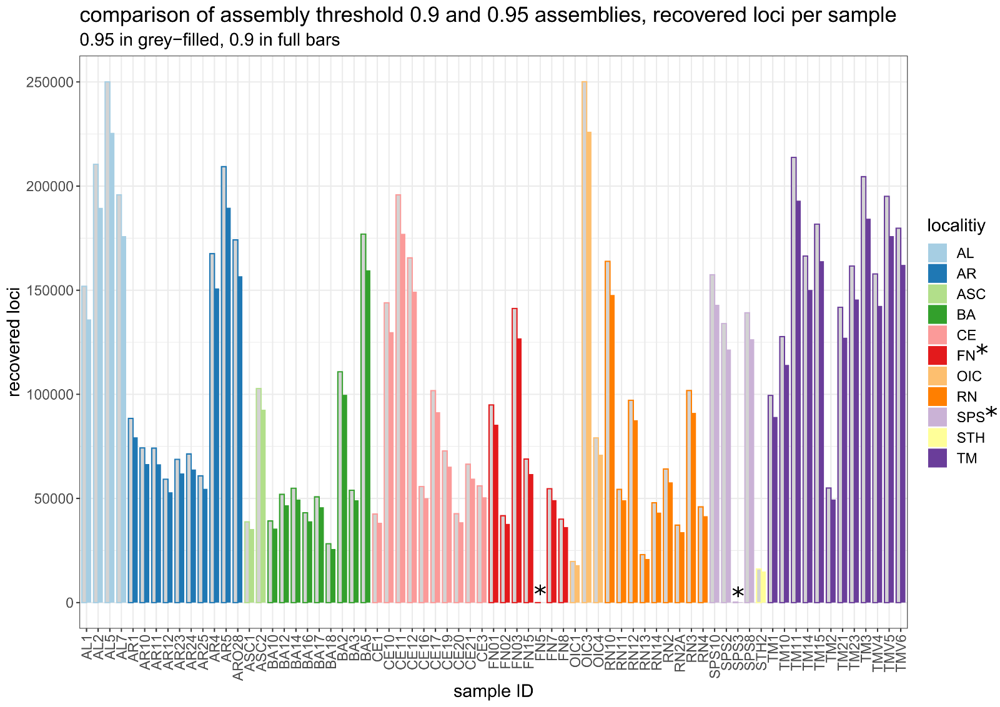 comparison of assembly threshold 0.9 and 0.95 assemblies, recovered loci per sample
0.95 in grey−filled, 0.9 in full bars
250000
200000
150000
100000
50000
0
recovered loci
*
*
AL1
AL2
AL5
AL7
AR1
AR10
AR11
AR12
AR23
AR24
AR25
AR4
AR5
ARO28
ASC1
ASC2
BA10
BA12
BA14
BA16
BA17
BA18
BA2
BA3
BA5
CE1
CE10
CE11
CE12
CE16
CE17
CE19
CE20
CE21
CE3
FN01
FN02
FN03
FN15
FN5
FN7
FN8
OIC1
OIC3
OIC4
RN10
RN11
RN12
RN13
RN14
RN2
RN2A
RN3
RN4
SPS10
SPS2
SPS3
SPS8
STH2
TM1
TM10
TM11
TM14
TM15
TM2
TM21
TM23
TM3
TMV4
TMV5
TMV6
sample ID
localitiy
AL
AR
ASC
BA
CE
FN*
OIC
RN
SPS*
STH
TM